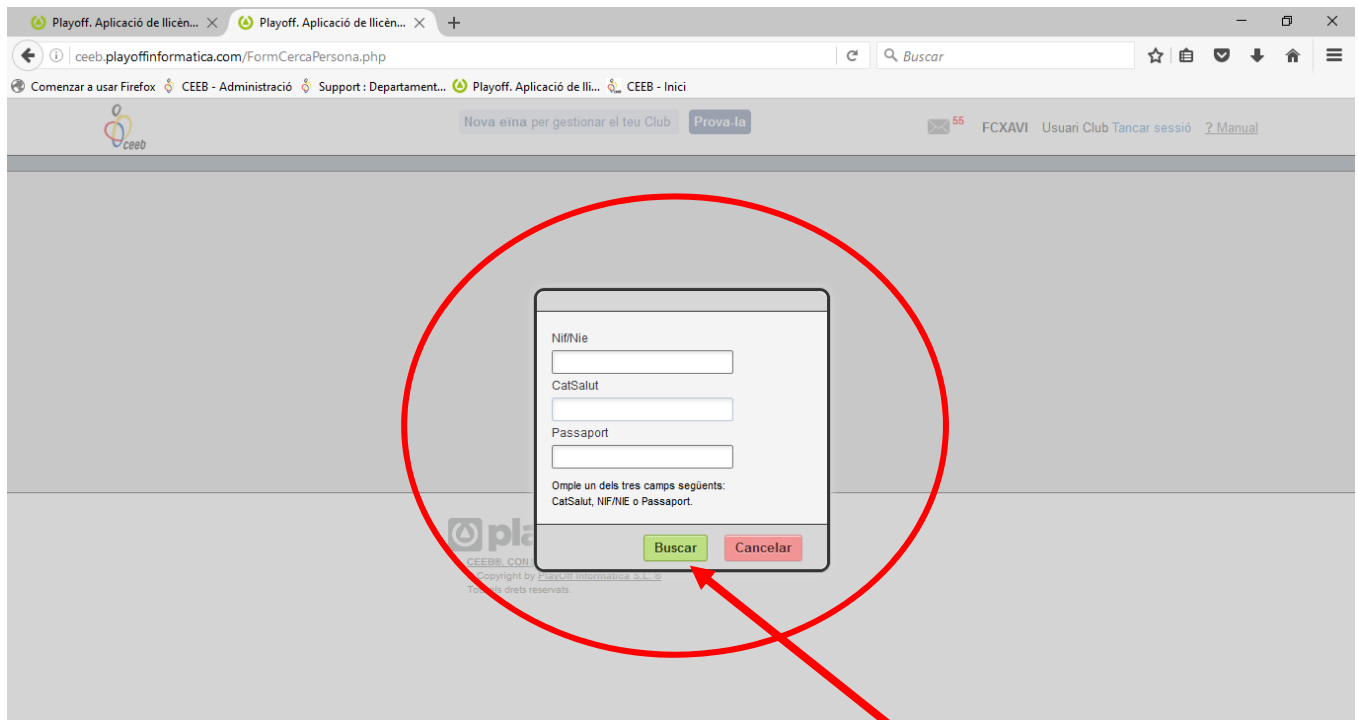 Playoff. Aplicació de llicèn...
Playoff. Aplicació de llicèn...
ceeb.playoffinformatica.com/FormCercaPersona.php
Buscar
Comenzar a usar Firefox
CEEB - Administració
Support : Departament...
Playoff. Aplicació de lli...
CEEB - Inici
ceeb
Nova eïna per gestionar el teu Club
Prova-la
55
FCXAVI Usuari Club Tancar sessió ? Manual
Nif/Nie
CatSalut
Passaport
Omple un dels tres camps següents:
CatSalut, NIF/NIE o Passaport.
Buscar
Cancelar
CEEB®, CON
Copyright by PlayOff Informatica S.L. ®
drets reservats.